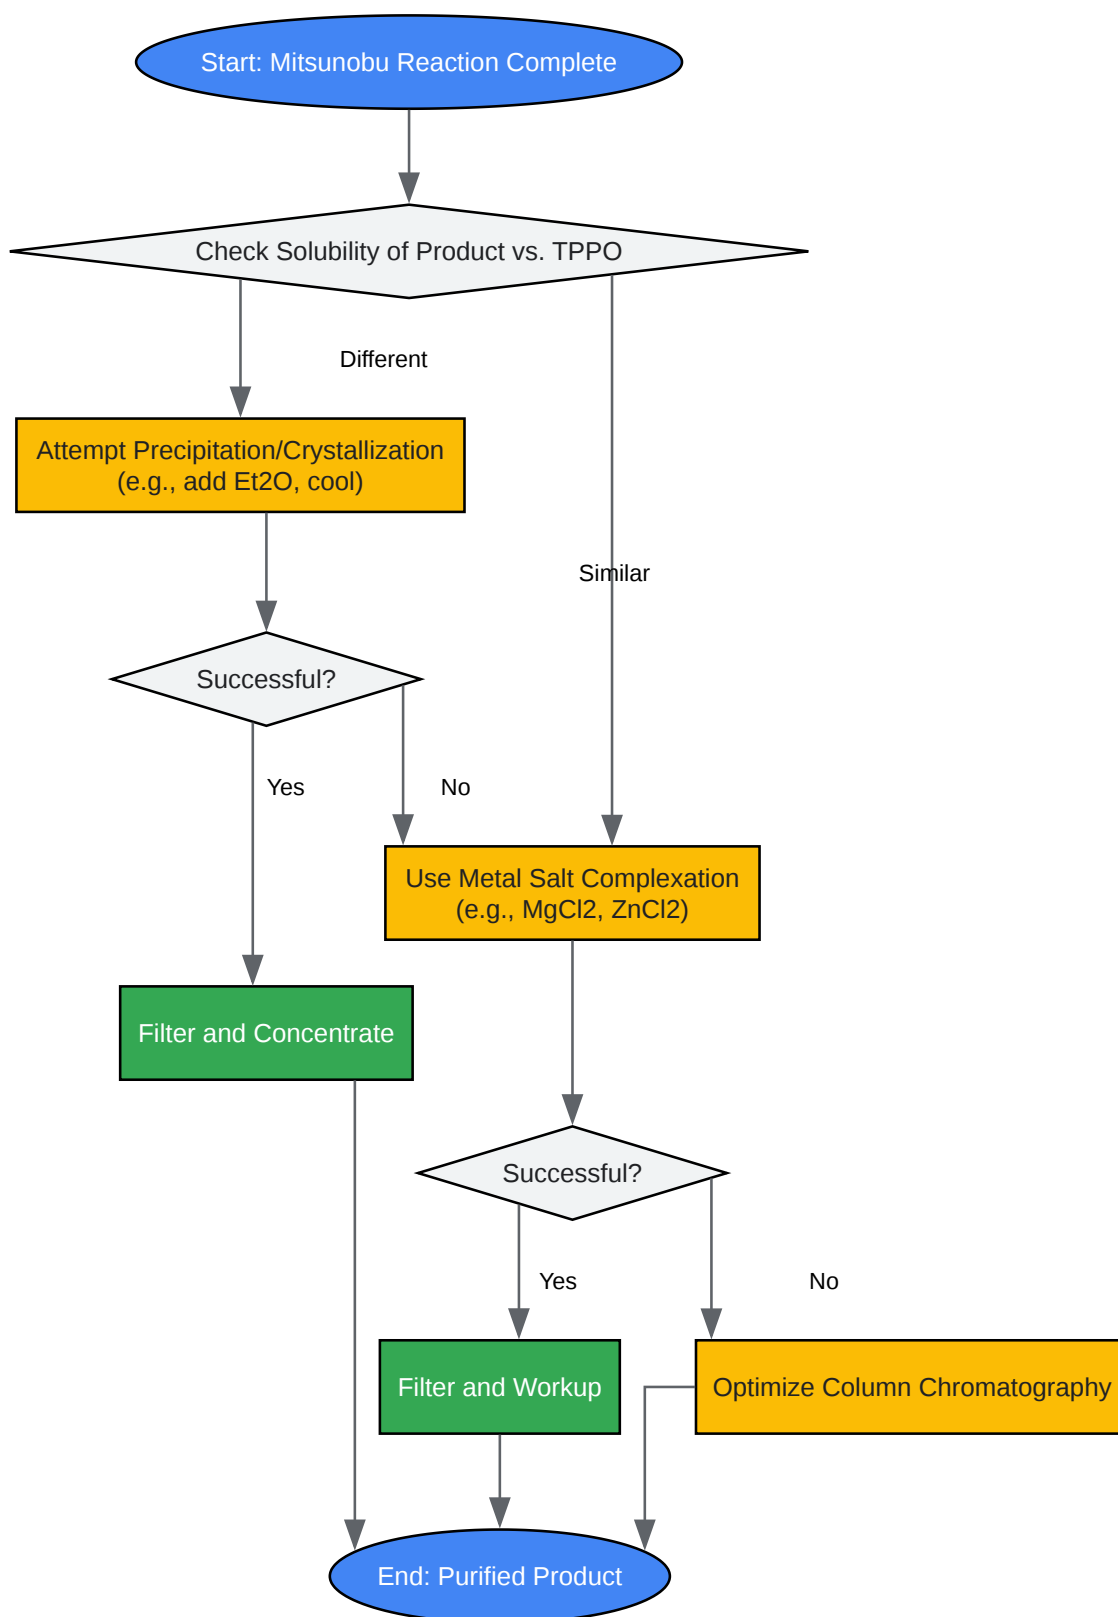 Start: Mitsunobu Reaction Complete
Check Solubility of Product vs. TPPO
Different
Attempt Precipitation/Crystallization
(e.g., add Et2O, cool)
Similar
Successful?
Yes
No
Use Metal Salt Complexation
(e.g., MgCl2, ZnCl2)
Filter and Concentrate
Successful?
Yes
No
Filter and Workup
Optimize Column Chromatography
End: Purified Product